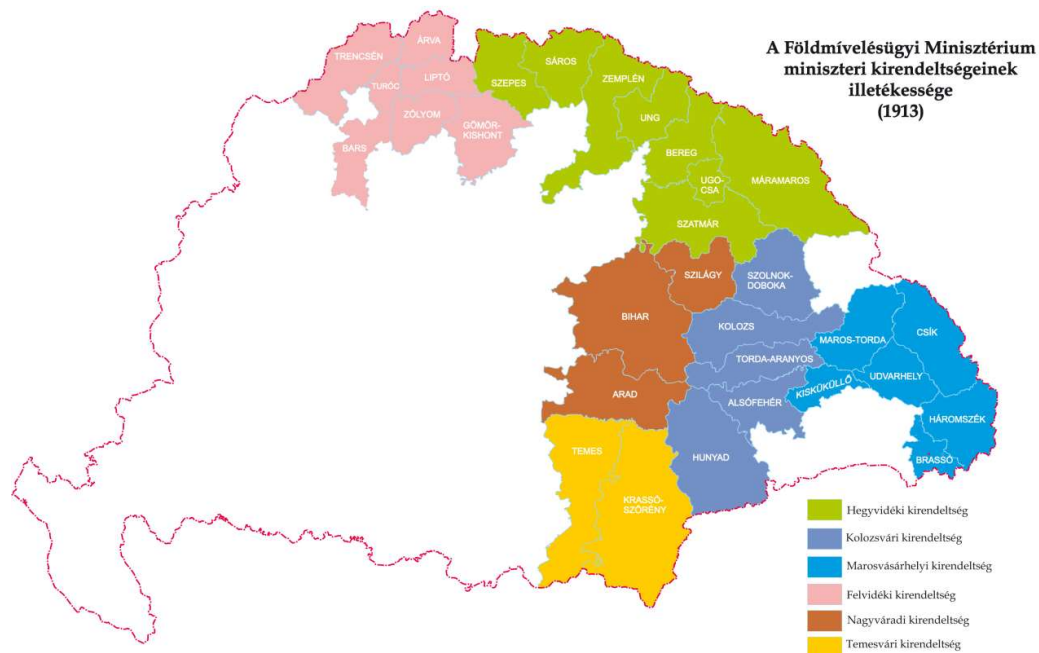 A Földmívelésügyi Minisztérium
miniszteri kirendeltségeinek
illetékessége
(1913)
ÁRVA
TRENCSÉN
LIPTÓ
TURÓC
ZÓLYOM
GÖMÖR-
KISHONT
BARS
SÁROS
SZEPES
ZEMPLÉN
UNG
BEREG
UGO-
CSA
MÁRAMAROS
SZATMÁR
SZILÁGY
SZOLNOK-
DOBOKA
BIHAR
KOLOZS
CSÍK
MAROS-TORDA
TORDA-ARANYOS
UDVARHELY
KISKÜKÜLLŐ
ARAD
ALSÓFEHÉR
HÁROMSZÉK
TEMES
HUNYAD
BRASSÓ
KRASSÓ-
SZÖRÉNY
Hegyvidéki kirendeltség
Kolozsvári kirendeltség
Marosvásárhelyi kirendeltség
Felvidéki kirendeltség
Nagyváradi kirendeltség
Temesvári kirendeltség